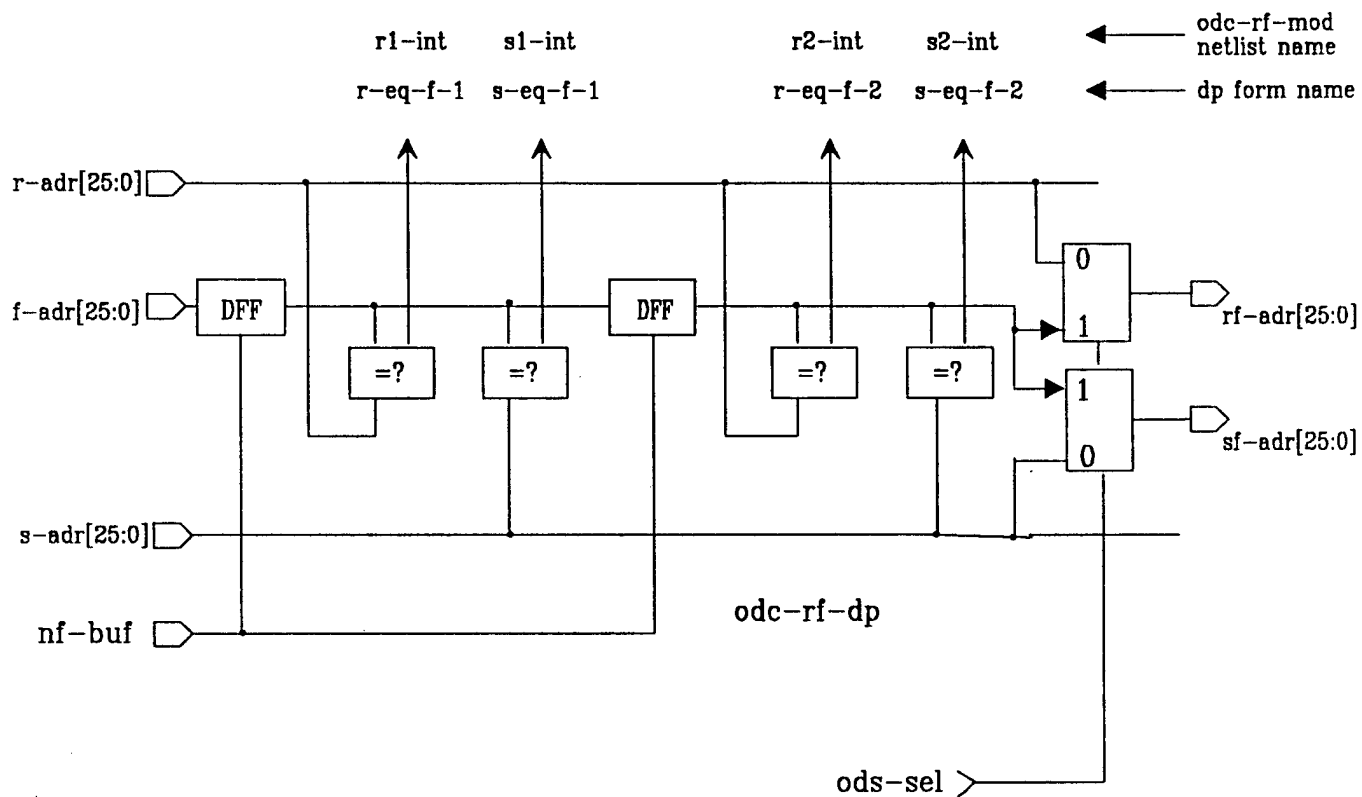 r1-int s1-int r2-int s2-int
odc-rf-mod
netlist name
r-eq-f-1 s-eq-f-1 r-eq-f-2 s-eq-f-2 dp form name
r-adr[25:0]
f-adr[25:0] DFF DFF
=? =? =? =?
0
1
rf-adr[25:0]
1
0
sf-adr[25:0]
s-adr[25:0]
odc-rf-dp
nf-buf
ods-sel